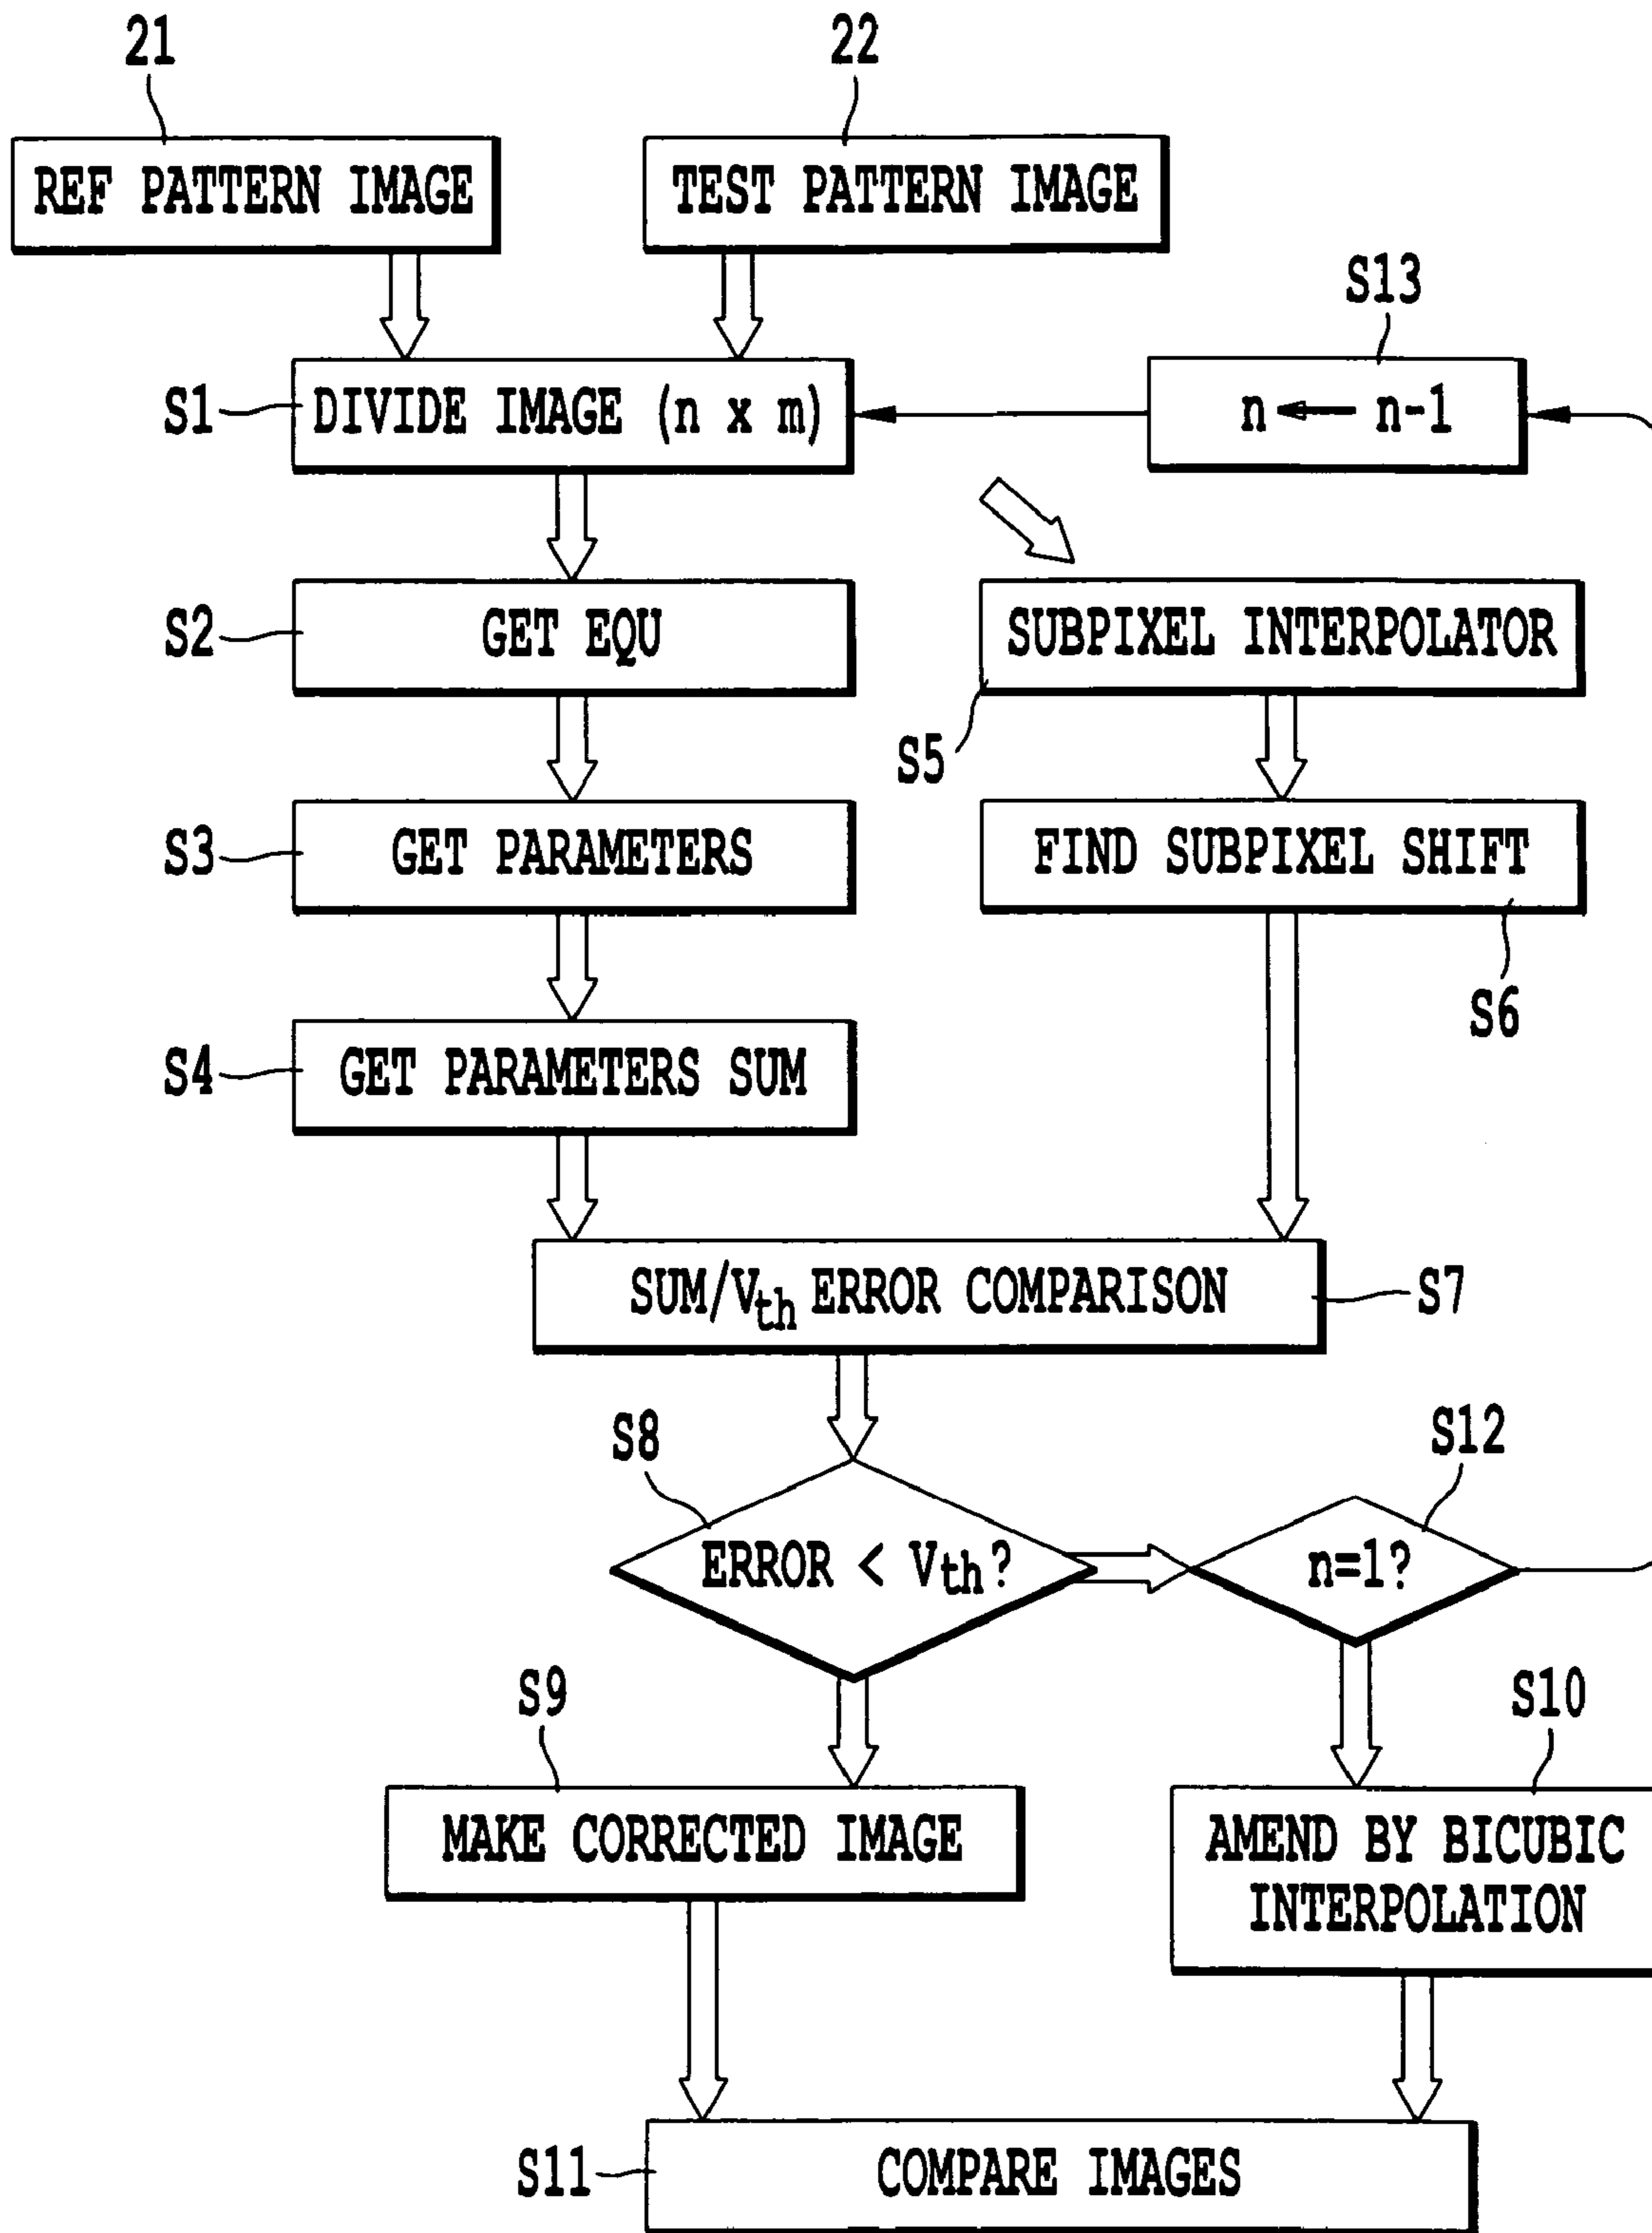 21
22
REF PATTERN IMAGE
TEST PATTERN IMAGE
S13
S1
DIVIDE IMAGE (n x m)
n ← n-1
S2
GET EQU
SUBPIXEL INTERPOLATOR
S5
S3
GET PARAMETERS
FIND SUBPIXEL SHIFT
S6
S4
GET PARAMETERS SUM
SUM/Vth ERROR COMPARISON
S7
S8
S12
ERROR < Vth?
n=1?
S9
S10
MAKE CORRECTED IMAGE
AMEND BY BICUBIC
INTERPOLATION
S11
COMPARE IMAGES